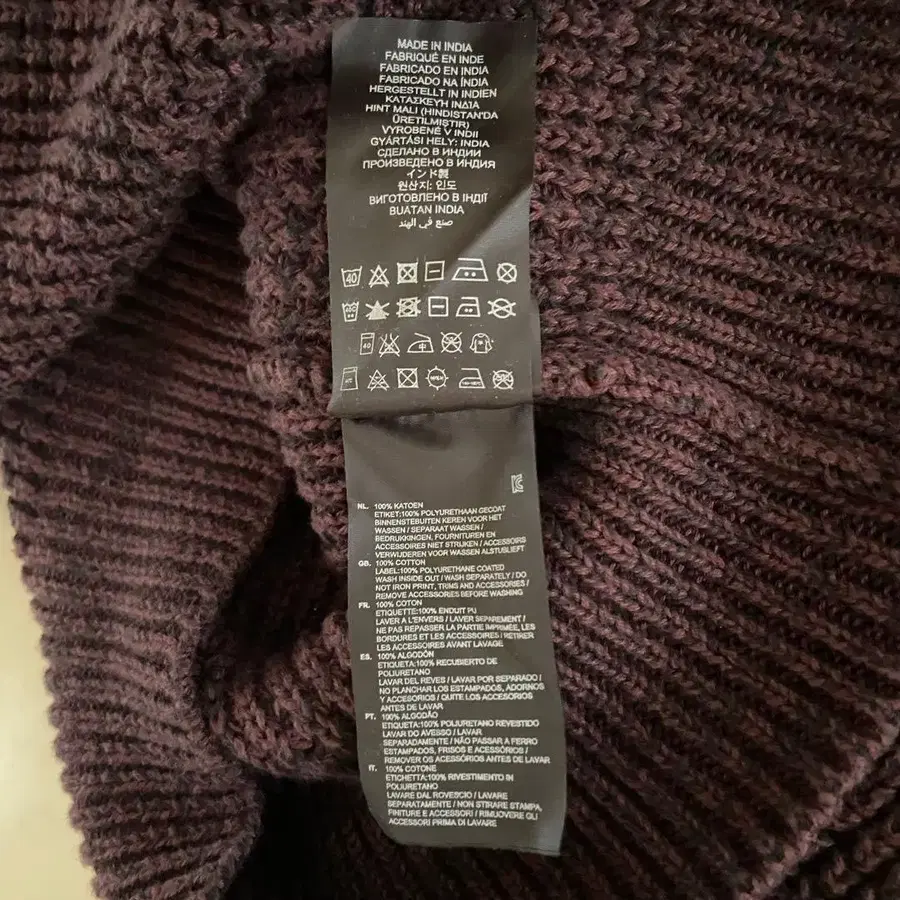 MADE IN INDIA
FABRIQUÉ EN INDE
FABRICADO EN INDIA
FABRICADO NA ÍNDIA
HERGESTELLT IN INDIEN
ΚΑΤΑΣΚΕΥΗ ΙΝΔΙΑ
HINT MALI (HINDISTAN'DA
ÜRETILMISTIR)
VYROBENÉ V INDII
GYÁRTÁSI HELY: INDIA
СДЕЛАНО В ИНДИИ
ПРОИЗВЕДЕНО В ИНДИЯ
インド製
원산지: 인도
ВИГОТОВЛЕНО В ІНДІЇ
BUATAN INDIA
صنع في الهند
40
40C
40
NL. 100% KATOEN
ETIKET:100% POLYURETHAAN GECOAT
BINNENSTEBUITEN KEREN VOOR HET
WASSEN / SEPARAAT WASSEN /
BEDRUKKINGEN, FOURNITUREN EN
ACCESSOIRES NIET STRIJKEN / ACCESSOIRS
VERWIJDEREN VOOR WASSEN ALSTUBLIEFT
GB. 100% COTTON
LABEL:100% POLYURETHANE COATED
WASH INSIDE OUT / WASH SEPARATELY / DO
NOT IRON PRINT, TRIMS AND ACCESSORIES /
REMOVE ACCESSORIES BEFORE WASHING
FR. 100% COTON
ETIQUETTE:100% ENDUIT PU
LAVER A L'ENVERS / LAVER SEPAREMENT /
NE PAS REPASSER LA PARTIE IMPRIMÉE, LES
BORDURES ET LES ACCESSOIRES / RETIRER
LES ACCESSOIRES AVANT LAVAGE
ES. 100% ALGODÓN
ETIQUETA:100% RECUBIERTO DE
POLIURETANO
LAVAR DEL REVES / LAVAR POR SEPARADO /
NO PLANCHAR LOS ESTAMPADOS, ADORNOS
Y ACCESORIOS / QUITE LOS ACCESORIOS
ANTES DE LAVAR
PT. 100% ALGODÃO
ETIQUETA:100% POLIURETANO REVESTIDO
LAVAR DO AVESSO / LAVAR
SEPARADAMENTE / NÃO PASSAR A FERRO
ESTAMPADOS, FRISOS E ACESSÓRIOS /
REMOVER OS ACESSÓRIOS ANTES DE LAVAR
IT. 100% COTONE
ETICHETTA:100% RIVESTIMENTO IN
POLIURETANO
LAVARE DAL ROVESCIO / LAVARE
SEPARATAMENTE / NON STIRARE STAMPA,
FINITURE E ACCESSORI / RIMUOVERE GLI
ACCESSORI PRIMA DI LAVARE